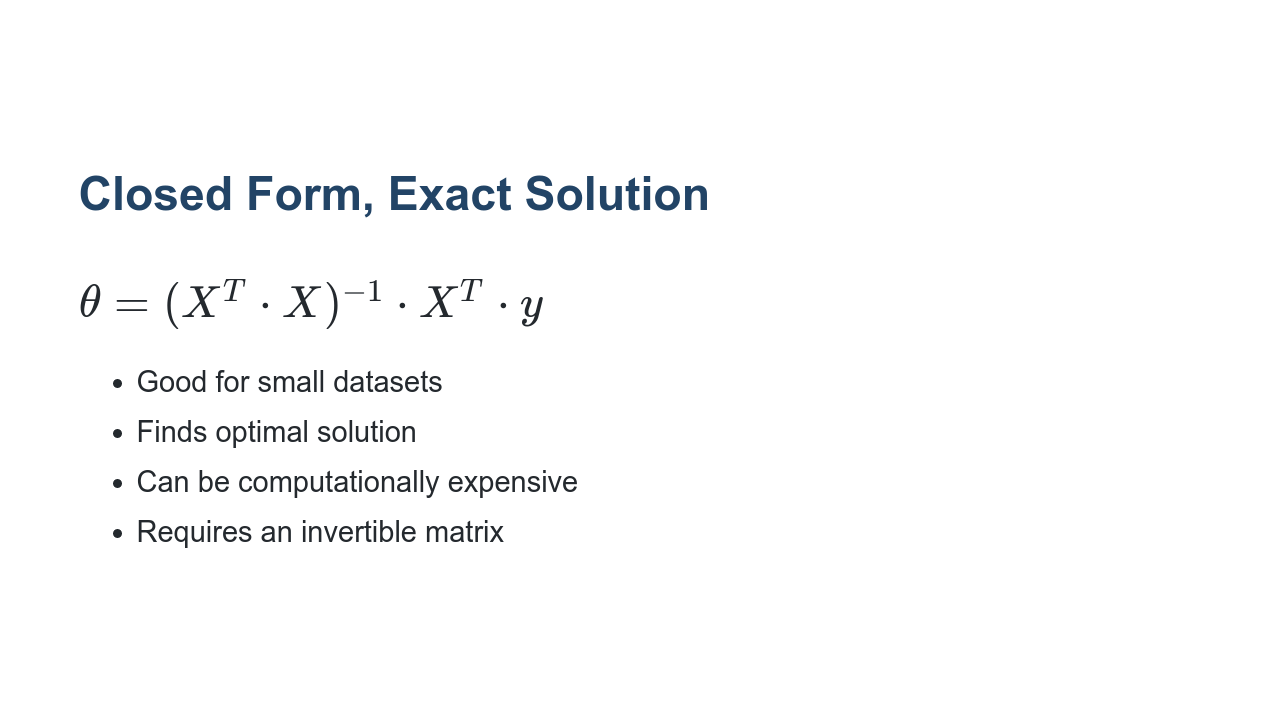 Closed Form, Exact Solution
θ = (X^T · X)^{-1} · X^T · y
• Good for small datasets
• Finds optimal solution
• Can be computationally expensive
• Requires an invertible matrix